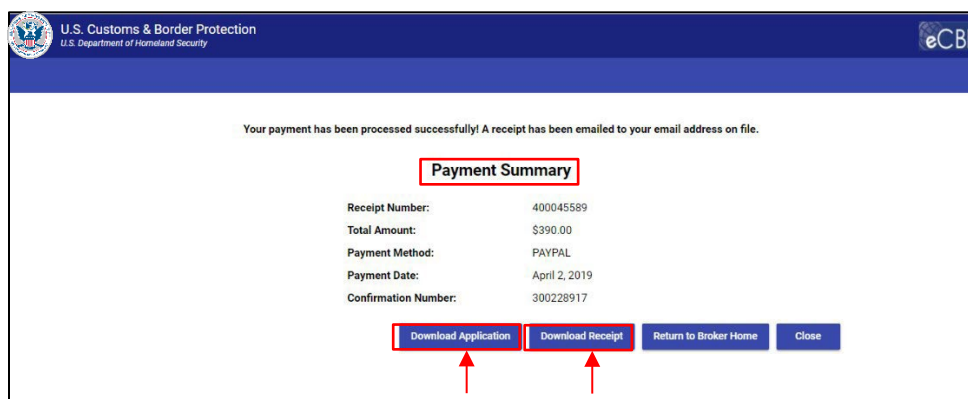 U.S. Customs & Border Protection
U.S. Department of Homeland Security
eCB
Your payment has been processed successfully! A receipt has been emailed to your email address on file.
Payment Summary
Receipt Number: 400045589
Total Amount: $390.00
Payment Method: PAYPAL
Payment Date: April 2, 2019
Confirmation Number: 300228917
Download Application Download Receipt Return to Broker Home Close